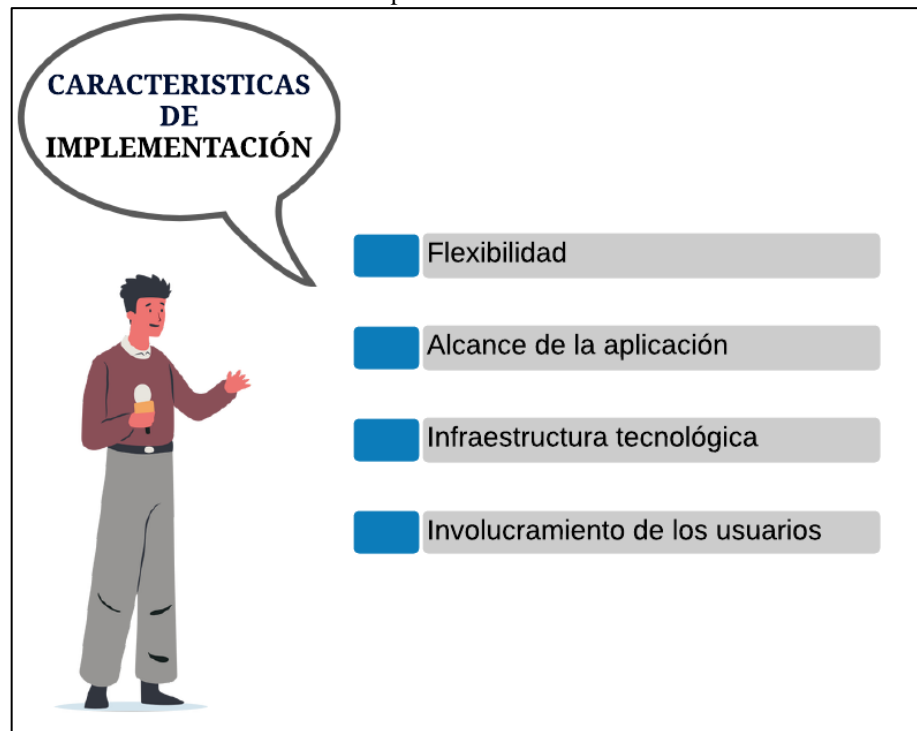 CARACTERISTICAS
DE
IMPLEMENTACIÓN
Flexibilidad
Alcance de la aplicación
Infraestructura tecnológica
Involucramiento de los usuarios